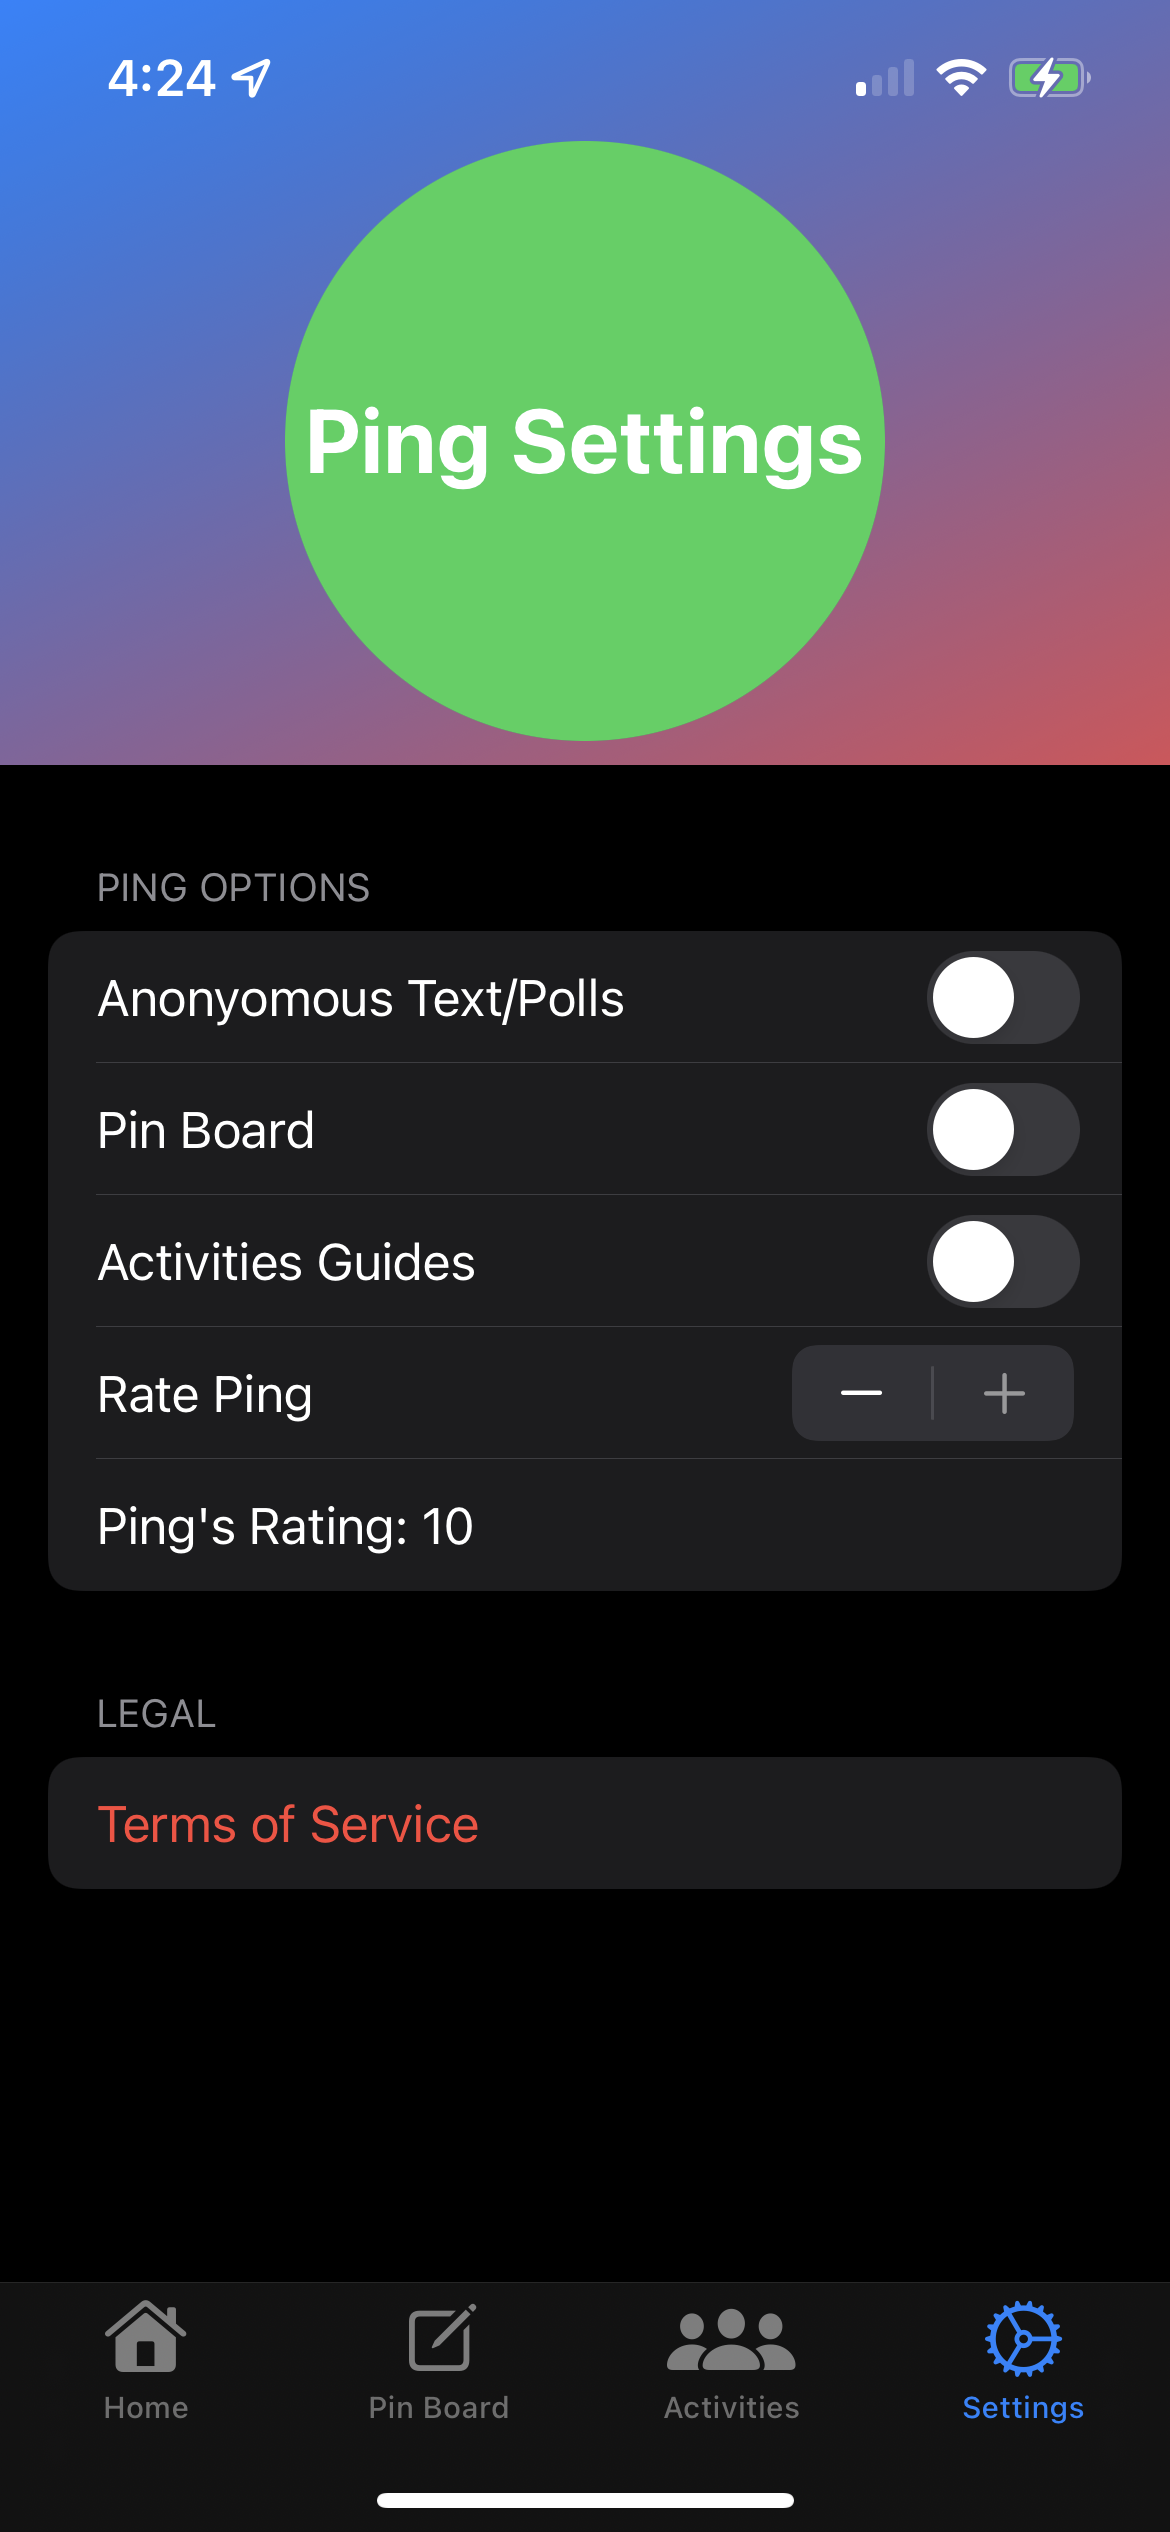 4:24
Ping Settings
PING OPTIONS
Anonyomous Text/Polls
Pin Board
Activities Guides
Rate Ping
Ping's Rating: 10
LEGAL
Terms of Service
Home
Pin Board
Activities
Settings